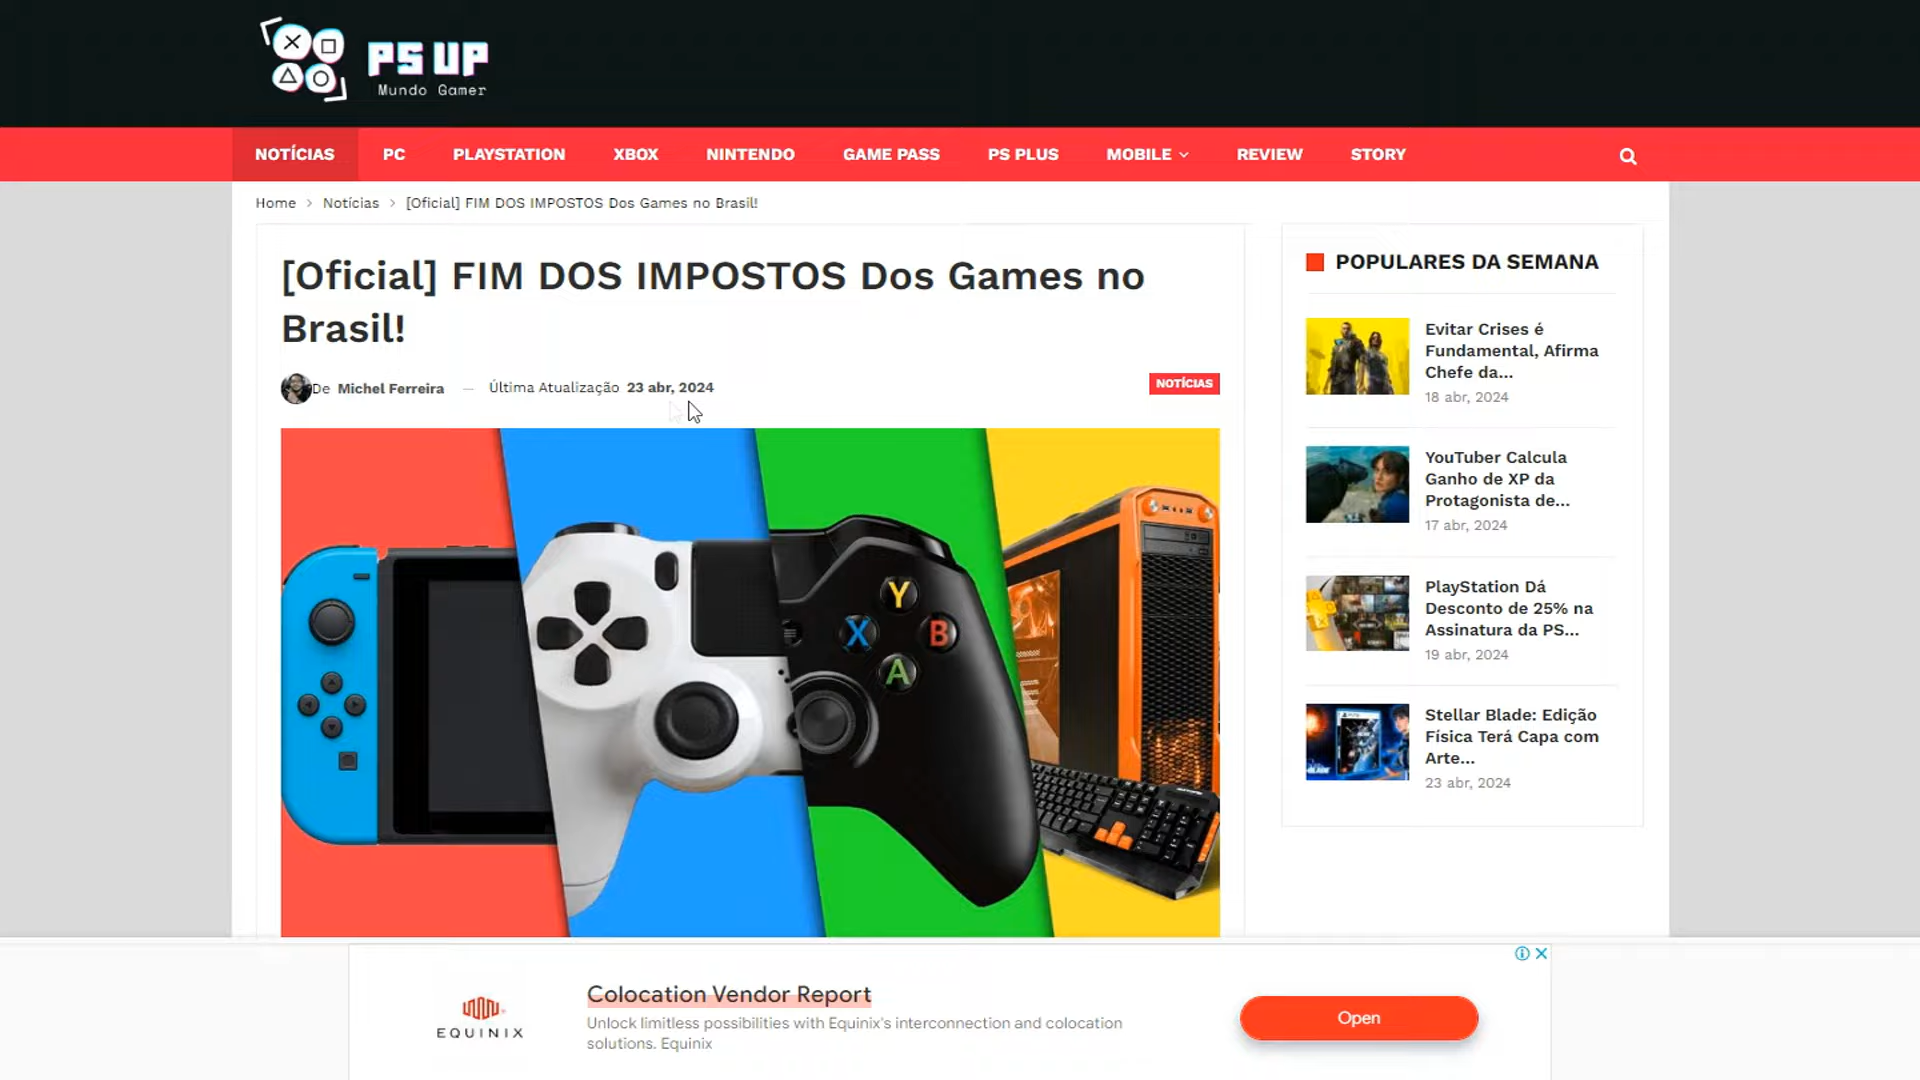 PS UP
Mundo Gamer
NOTÍCIAS PC PLAYSTATION XBOX NINTENDO GAME PASS PS PLUS MOBILE REVIEW STORY
Home > Notícias > [Oficial] FIM DOS IMPOSTOS Dos Games no Brasil!
[Oficial] FIM DOS IMPOSTOS Dos Games no
Brasil!
De Michel Ferreira — Última Atualização 23 abr, 2024
NOTÍCIAS
Y
X
B
A
POPULARES DA SEMANA
Evitar Crises é
Fundamental, Afirma
Chefe da...
18 abr, 2024
YouTuber Calcula
Ganho de XP da
Protagonista de...
17 abr, 2024
PlayStation Dá
Desconto de 25% na
Assinatura da PS...
19 abr, 2024
Stellar Blade: Edição
Física Terá Capa com
Arte...
23 abr, 2024
EQUINIX
Colocation Vendor Report
Unlock limitless possibilities with Equinix's interconnection and colocation
solutions. Equinix
Open